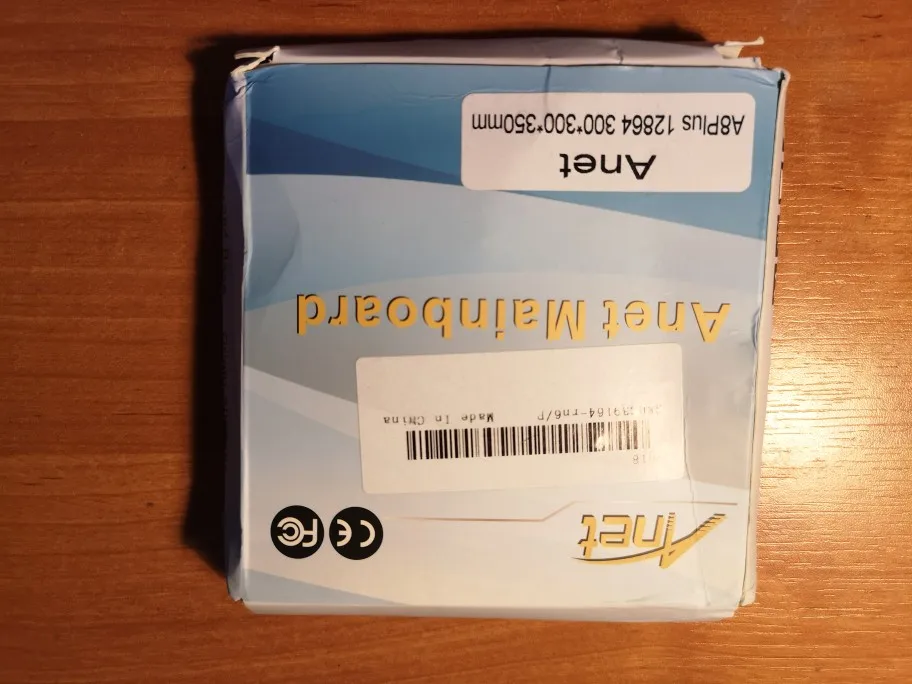 Anet
Anet Mainboard
Made In China
Anet
A8Plus 12864 300*300*350mm